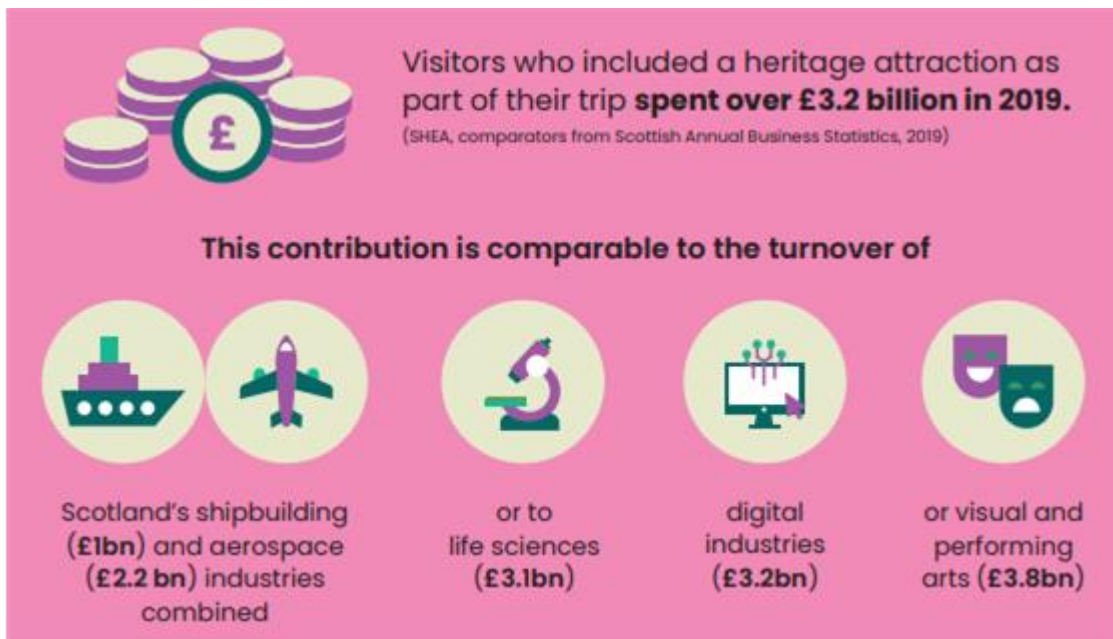 Visitors who included a heritage attraction as
part of their trip spent over £3.2 billion in 2019.
(SHEA, comparators from Scottish Annual Business Statistics, 2019)
£
This contribution is comparable to the turnover of
Scotland's shipbuilding
(£1bn) and aerospace
(£2.2 bn) industries
combined
or to
life sciences
(£3.1bn)
digital
industries
(£3.2bn)
or visual and
performing
arts (£3.8bn)